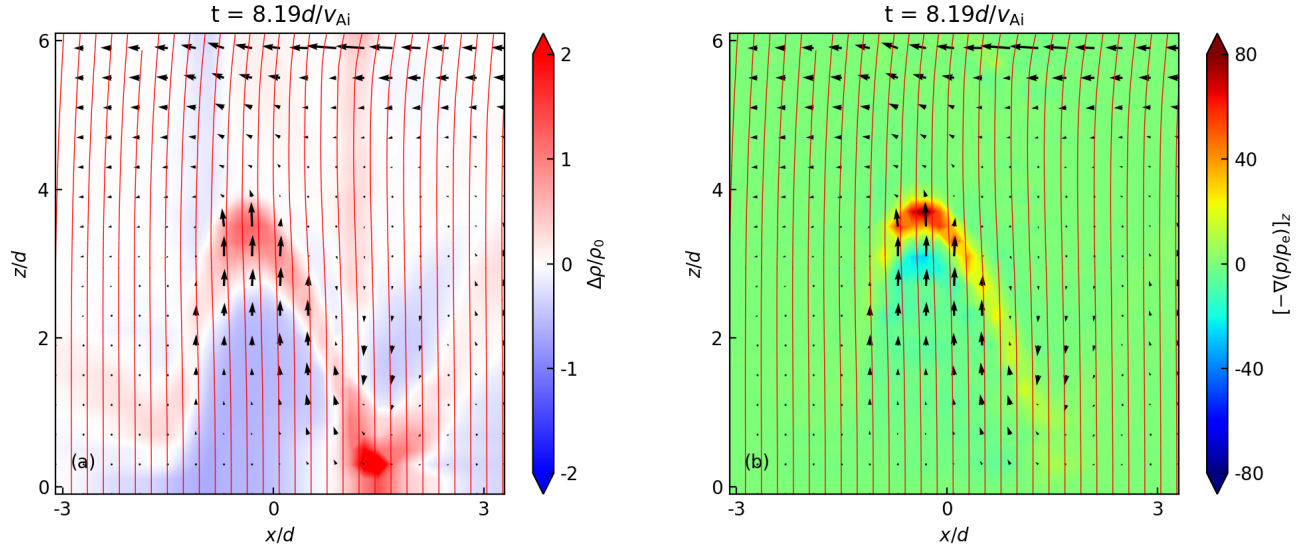 t = 8.19d/v_Ai
6
4
2
0
z/d
(a)
-3
0
3
x/d
2
1
0
-1
-2
Δρ/ρ₀
t = 8.19d/v_Ai
6
4
2
0
z/d
(b)
-3
0
3
x/d
80
40
0
-40
-80
[−∇(p/pₑ)]_z